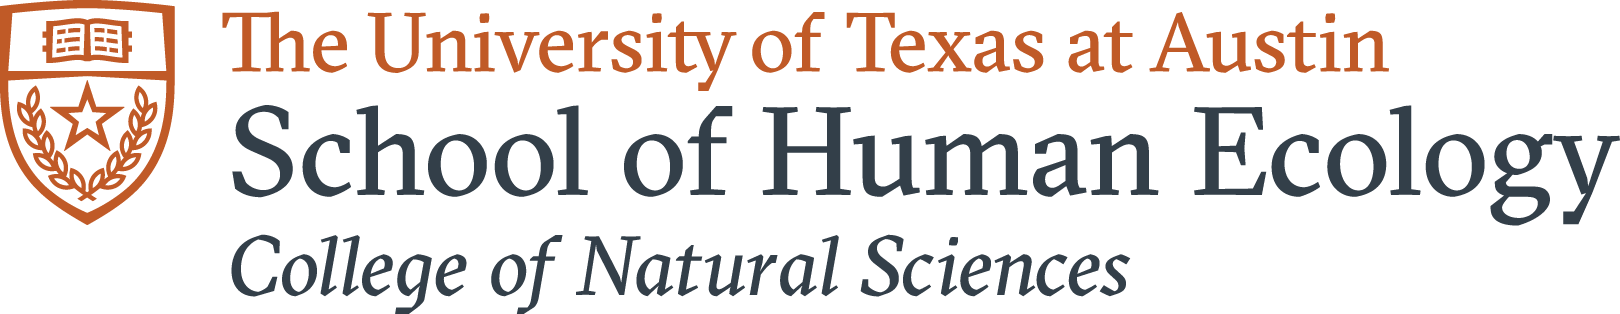 The University of Texas at Austin
School of Human Ecology
College of Natural Sciences